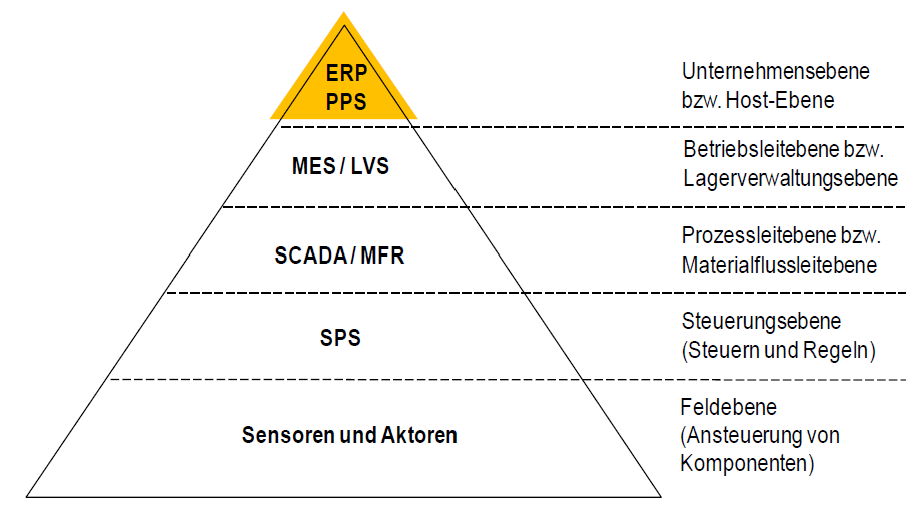 ERP
PPS
Unternehmensebene
bzw. Host-Ebene
MES / LVS
Betriebsleitebene bzw.
Lagerverwaltungsebene
SCADA / MFR
Prozessleitebene bzw.
Materialflussleitebene
SPS
Steuerungsebene
(Steuern und Regeln)
Sensoren und Aktoren
Feldebene
(Ansteuerung von
Komponenten)